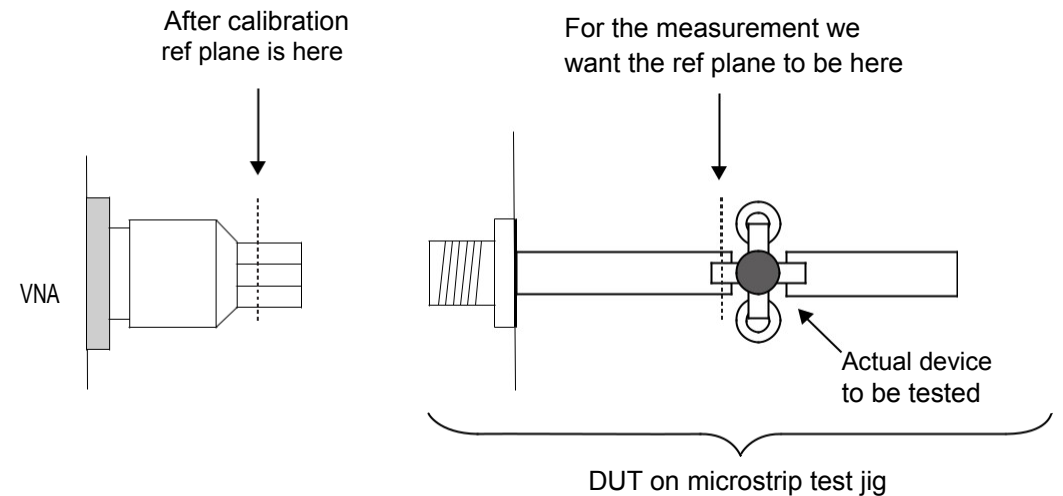 After calibration
ref plane is here
For the measurement we
want the ref plane to be here
VNA
Actual device
to be tested
DUT on microstrip test jig